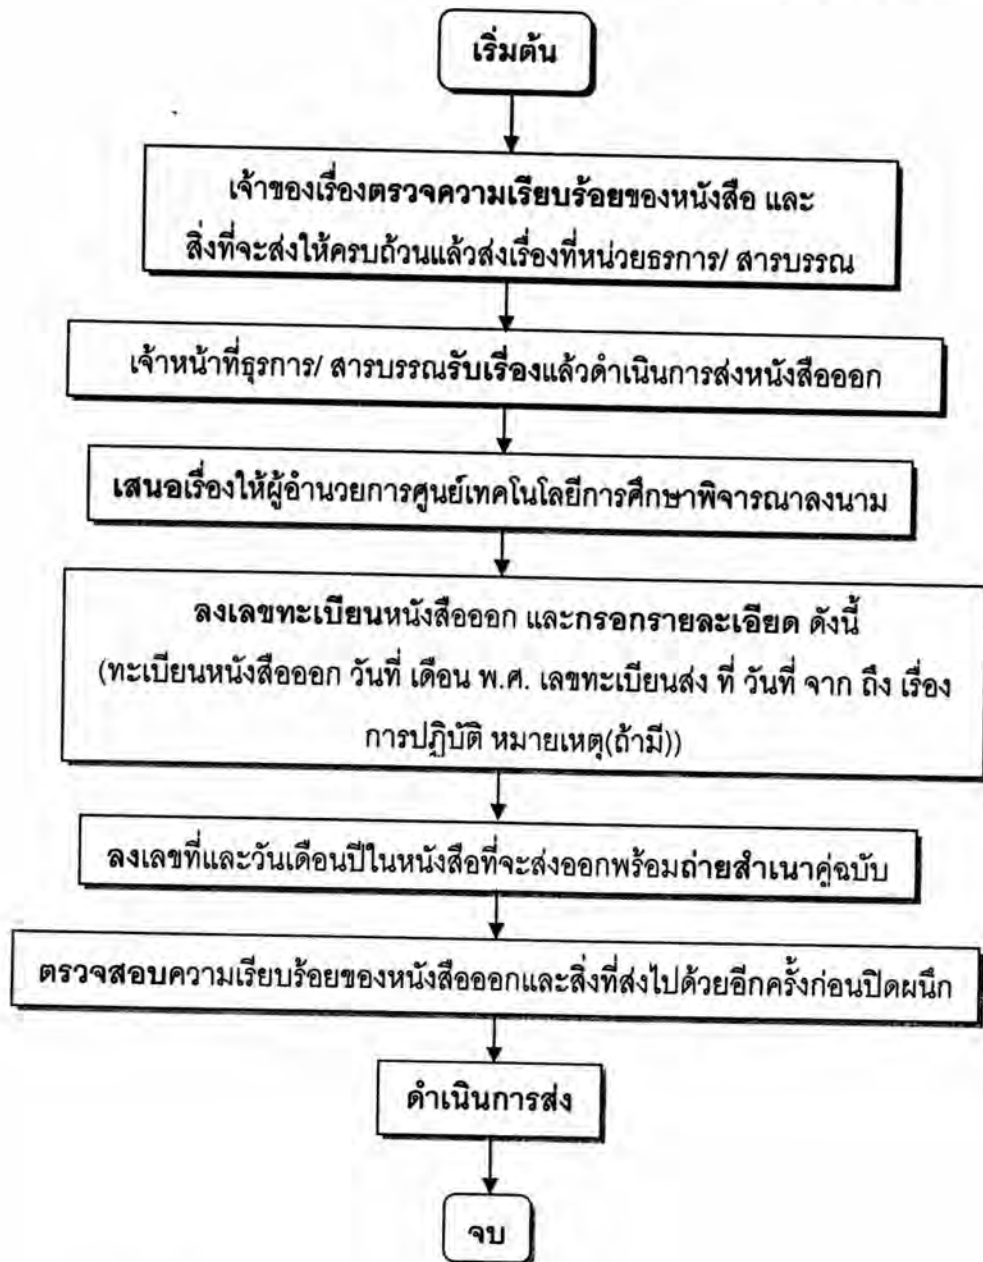 เริ่มต้น
เจ้าของเรื่องตรวจความเรียบร้อยของหนังสือ และ
สิ่งที่จะส่งให้ครบถ้วนแล้วส่งเรื่องที่หน่วยธรการ/ สารบรรณ
เจ้าหน้าที่ธุรการ/ สารบรรณรับเรื่องแล้วดำเนินการส่งหนังสือออก
เสนอเรื่องให้ผู้อำนวยการศูนย์เทคโนโลยีการศึกษาพิจารณาลงนาม
ลงเลขทะเบียนหนังสือออก และกรอกรายละเอียด ดังนี้
(ทะเบียนหนังสือออก วันที่ เดือน พ.ศ. เลขทะเบียนส่ง ที่ วันที่ จาก ถึง เรื่อง
การปฏิบัติ หมายเหตุ(ถ้ามี))
ลงเลขที่และวันเดือนปีในหนังสือที่จะส่งออกพร้อมถ่ายสำเนาคู่ฉบับ
ตรวจสอบความเรียบร้อยของหนังสือออกและสิ่งที่ส่งไปด้วยอีกครั้งก่อนปิดผนึก
ดำเนินการส่ง
จบ